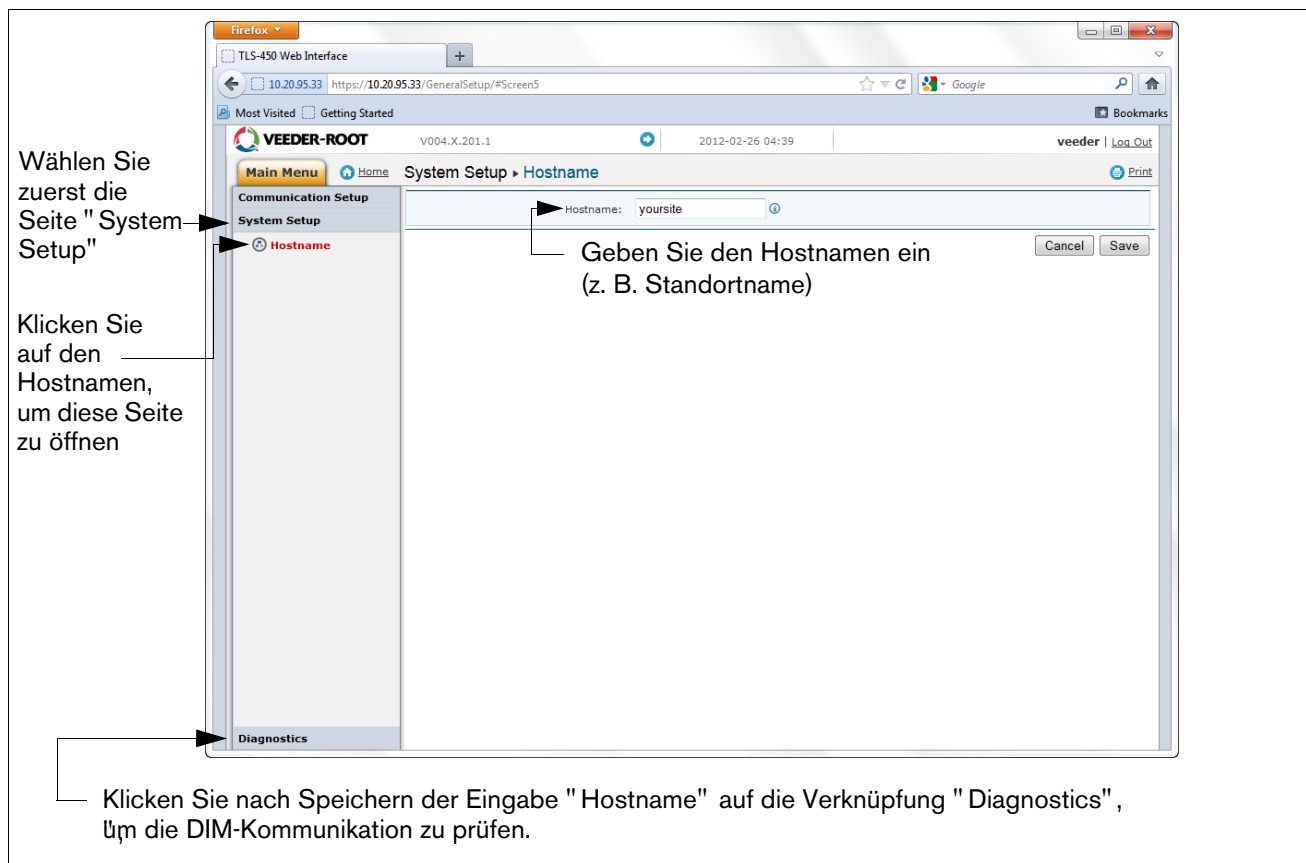 Firefox
TLS-450 Web Interface
+
10.20.95.33 https://10.20.95.33/GeneralSetup/#Screen5
Google
Most Visited Getting Started
Bookmarks
VEEDER-ROOT V004.X.201.1 2012-02-26 04:39 veeder | Log Out
Main Menu Home System Setup ▸ Hostname Print
Communication Setup
System Setup
Hostname
Hostname: yoursite
Cancel Save
Diagnostics
Wählen Sie
zuerst die
Seite "System
Setup"
Klicken Sie
auf den
Hostnamen,
um diese Seite
zu öffnen
Geben Sie den Hostnamen ein
(z. B. Standortname)
Klicken Sie nach Speichern der Eingabe "Hostname" auf die Verknüpfung "Diagnostics",
um die DIM-Kommunikation zu prüfen.